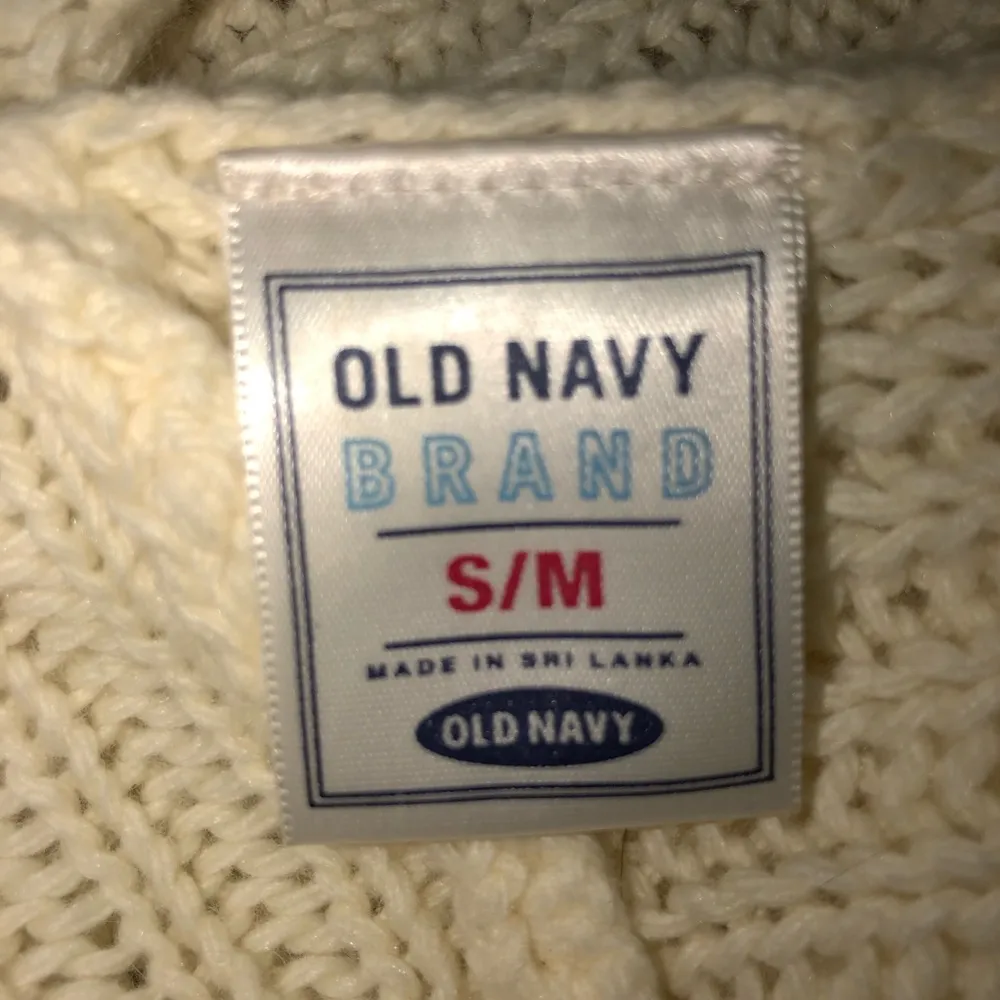 OLD NAVY
BRAND
S/M
MADE IN SRI LANKA
OLD NAVY